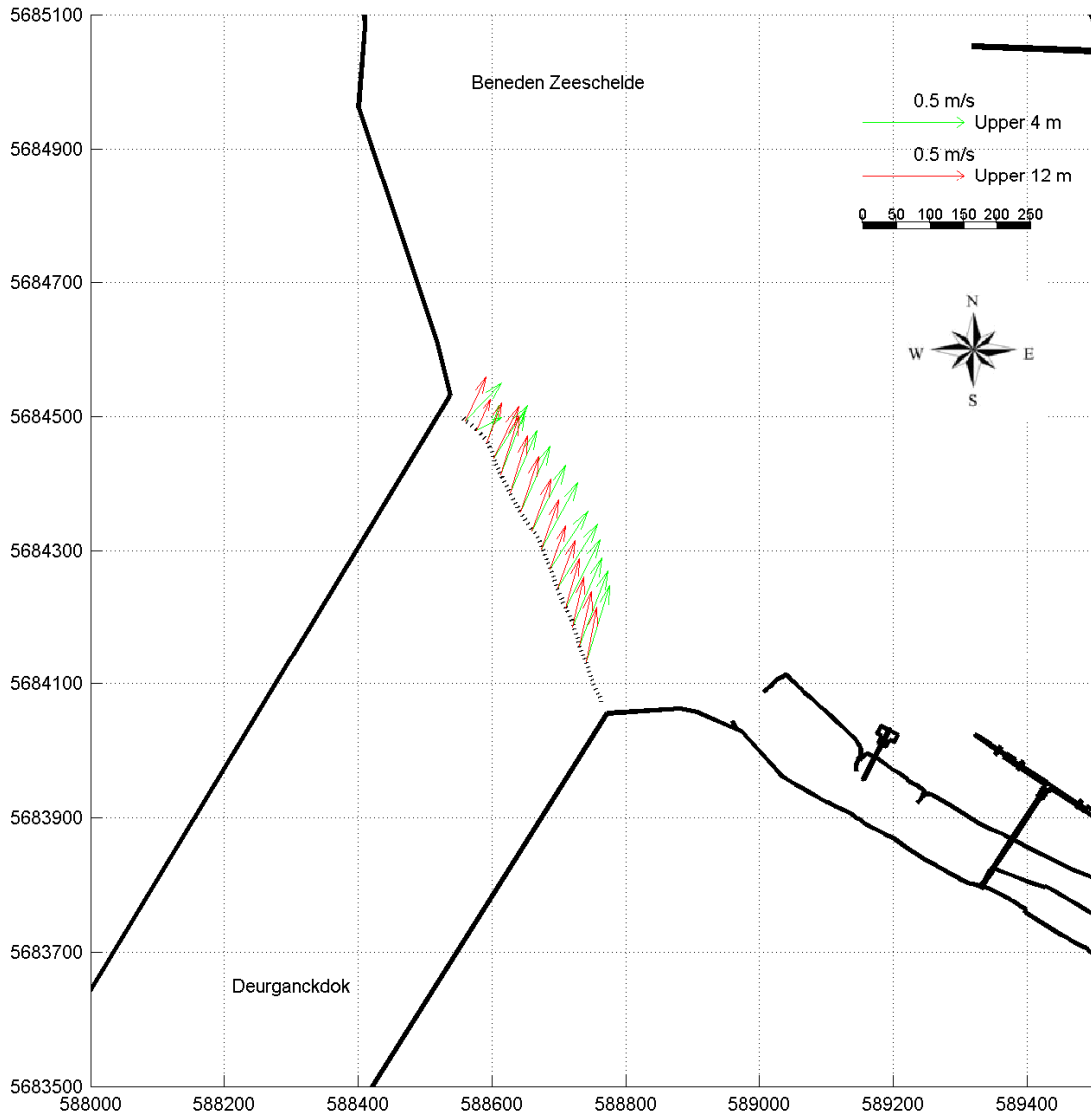 5685100
Beneden Zeeschelde
0.5 m/s
Upper 4 m
5684900
0.5 m/s
Upper 12 m
0 50 100 150 200 250
5684700
N
W E
S
5684500
5684300
5684100
5683900
5683700
Deurganckdok
5683500
588000 588200 588400 588600 588800 589000 589200 589400